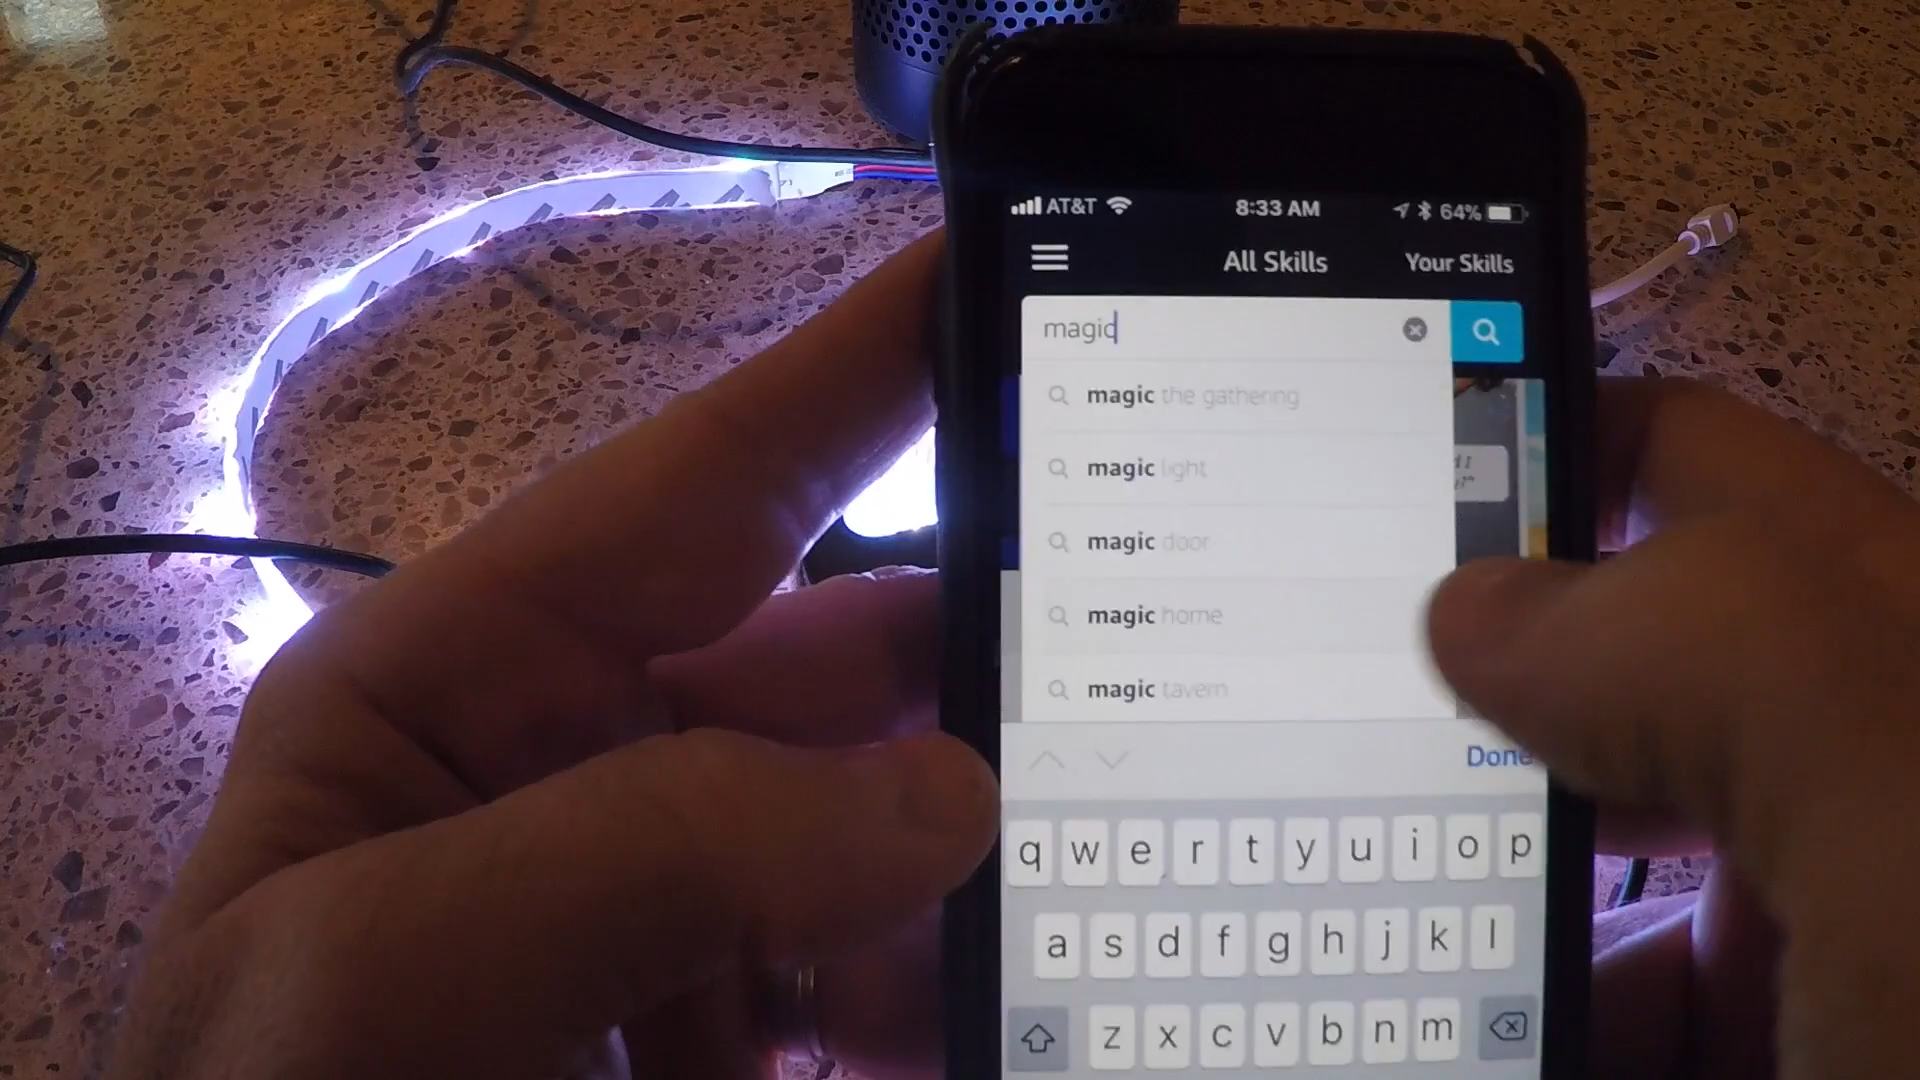 AT&T 8:33 AM 64%
All Skills Your Skills
magic
magic the gathering
magic light
magic door
magic home
magic tavern
Done
q w e r t y u i o p
a s d f g h j k l
z x c v b n m